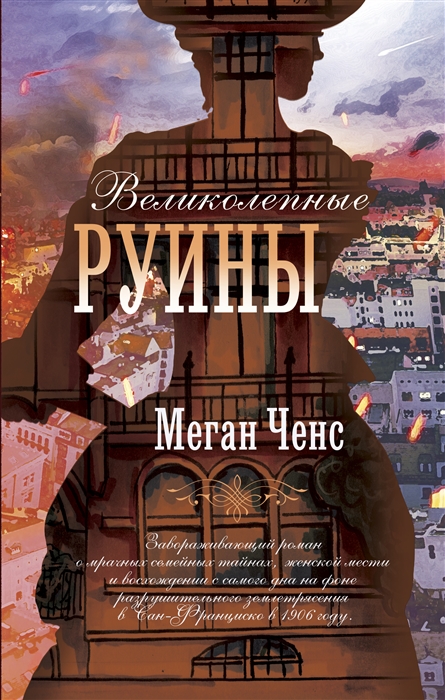 Великолепные
РУИНЫ
Меган Ченс
Завораживающий роман
о мрачных семейных тайнах, женской мести
и восхождении с самого дна на фоне
разрушительного землетрясения
в Сан-Франциско в 1906 году.